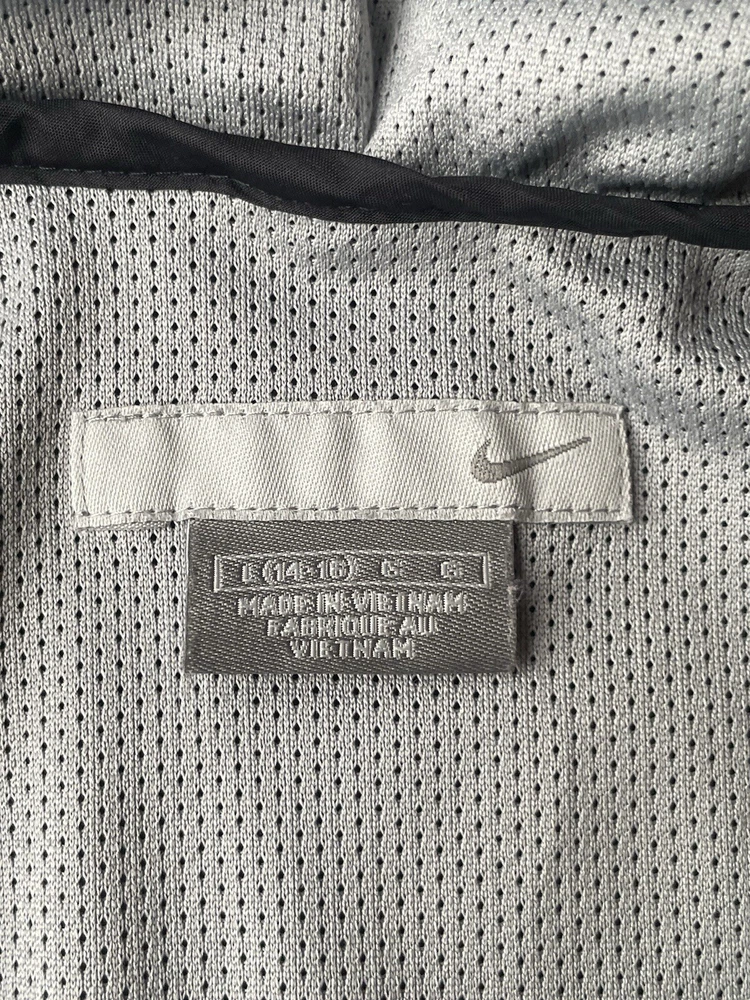 L (14-16) G G
MADE IN VIETNAM
FABRIQUE AU
VIETNAM